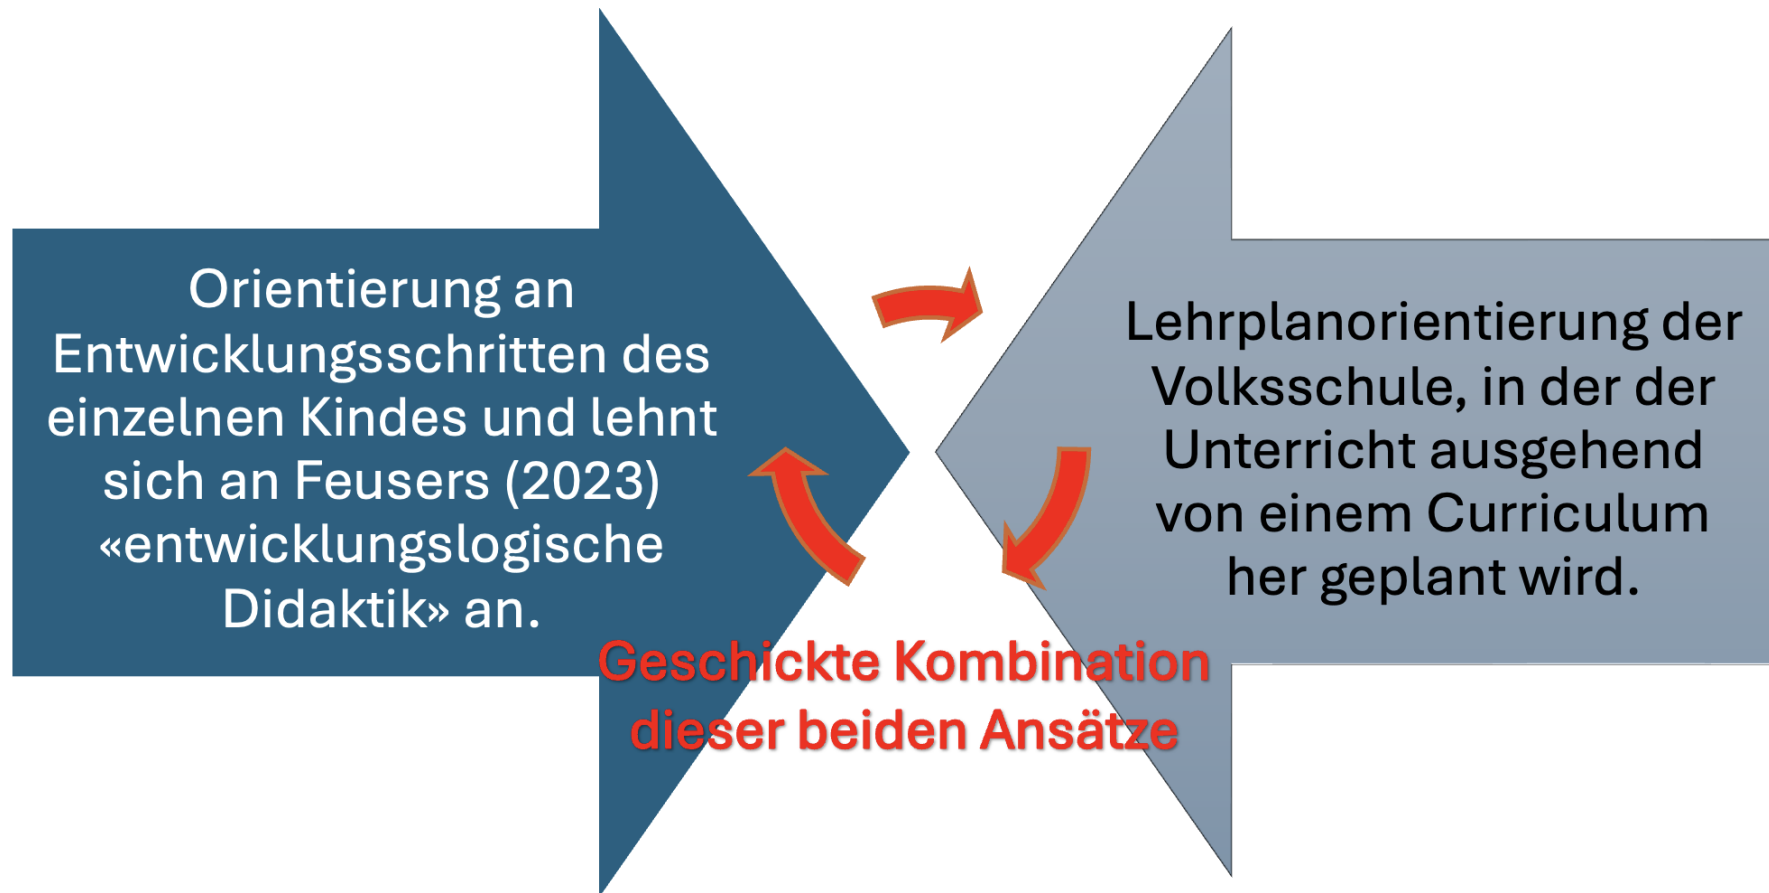 Orientierung an
Entwicklungsschritten des
einzelnen Kindes und lehnt
sich an Feusers (2023)
«entwicklungslogische
Didaktik» an.
Lehrplanorientierung der
Volksschule, in der der
Unterricht ausgehend
von einem Curriculum
her geplant wird.
Geschickte Kombination
dieser beiden Ansätze